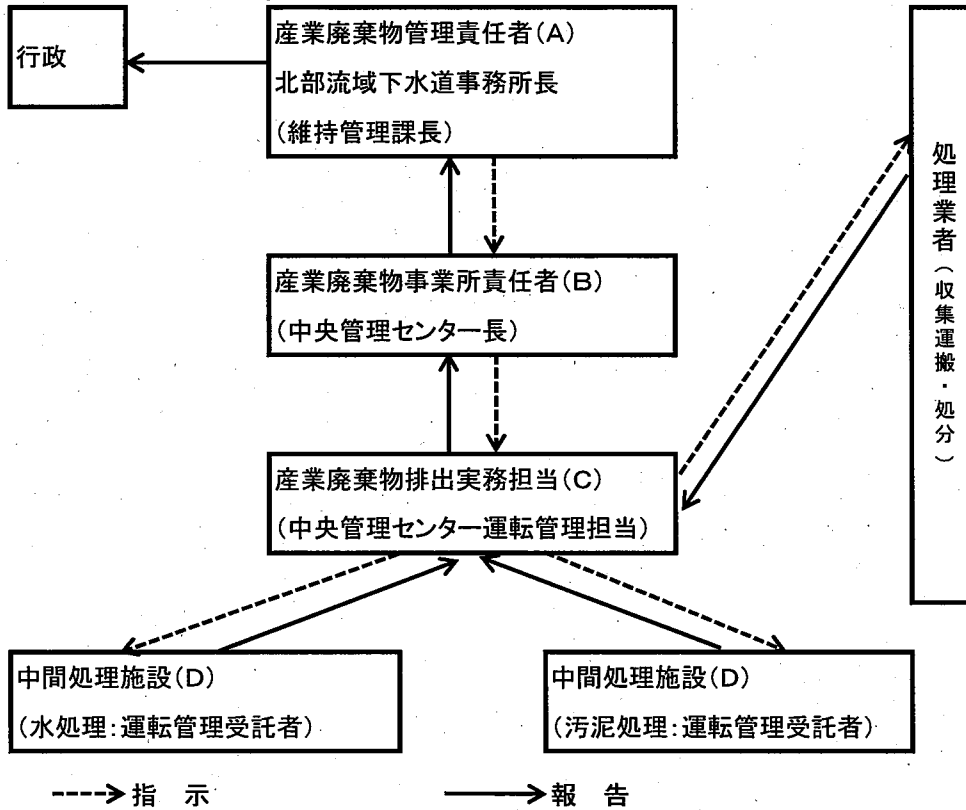 行政
産業廃棄物管理責任者(A)
北部流域下水道事務所長
(維持管理課長)
処理業者(収集運搬・処分)
産業廃棄物事業所責任者(B)
(中央管理センター長)
産業廃棄物排出実務担当(C)
(中央管理センター運転管理担当)
中間処理施設(D)
(水処理:運転管理受託者)
中間処理施設(D)
(汚泥処理:運転管理受託者)
指 示
報 告